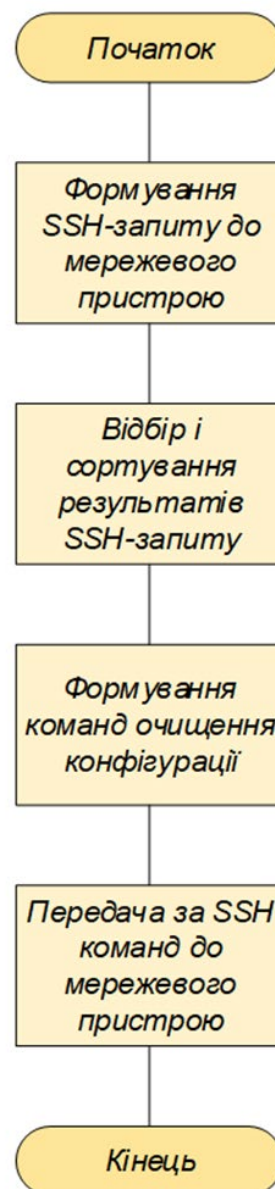 Початок
Формування
SSH-запиту до
мережевого
пристрою
Відбір і
сортування
результатів
SSH-запиту
Формування
команд очищення
конфігурації
Передача за SSH
команд до
мережевого
пристрою
Кінець